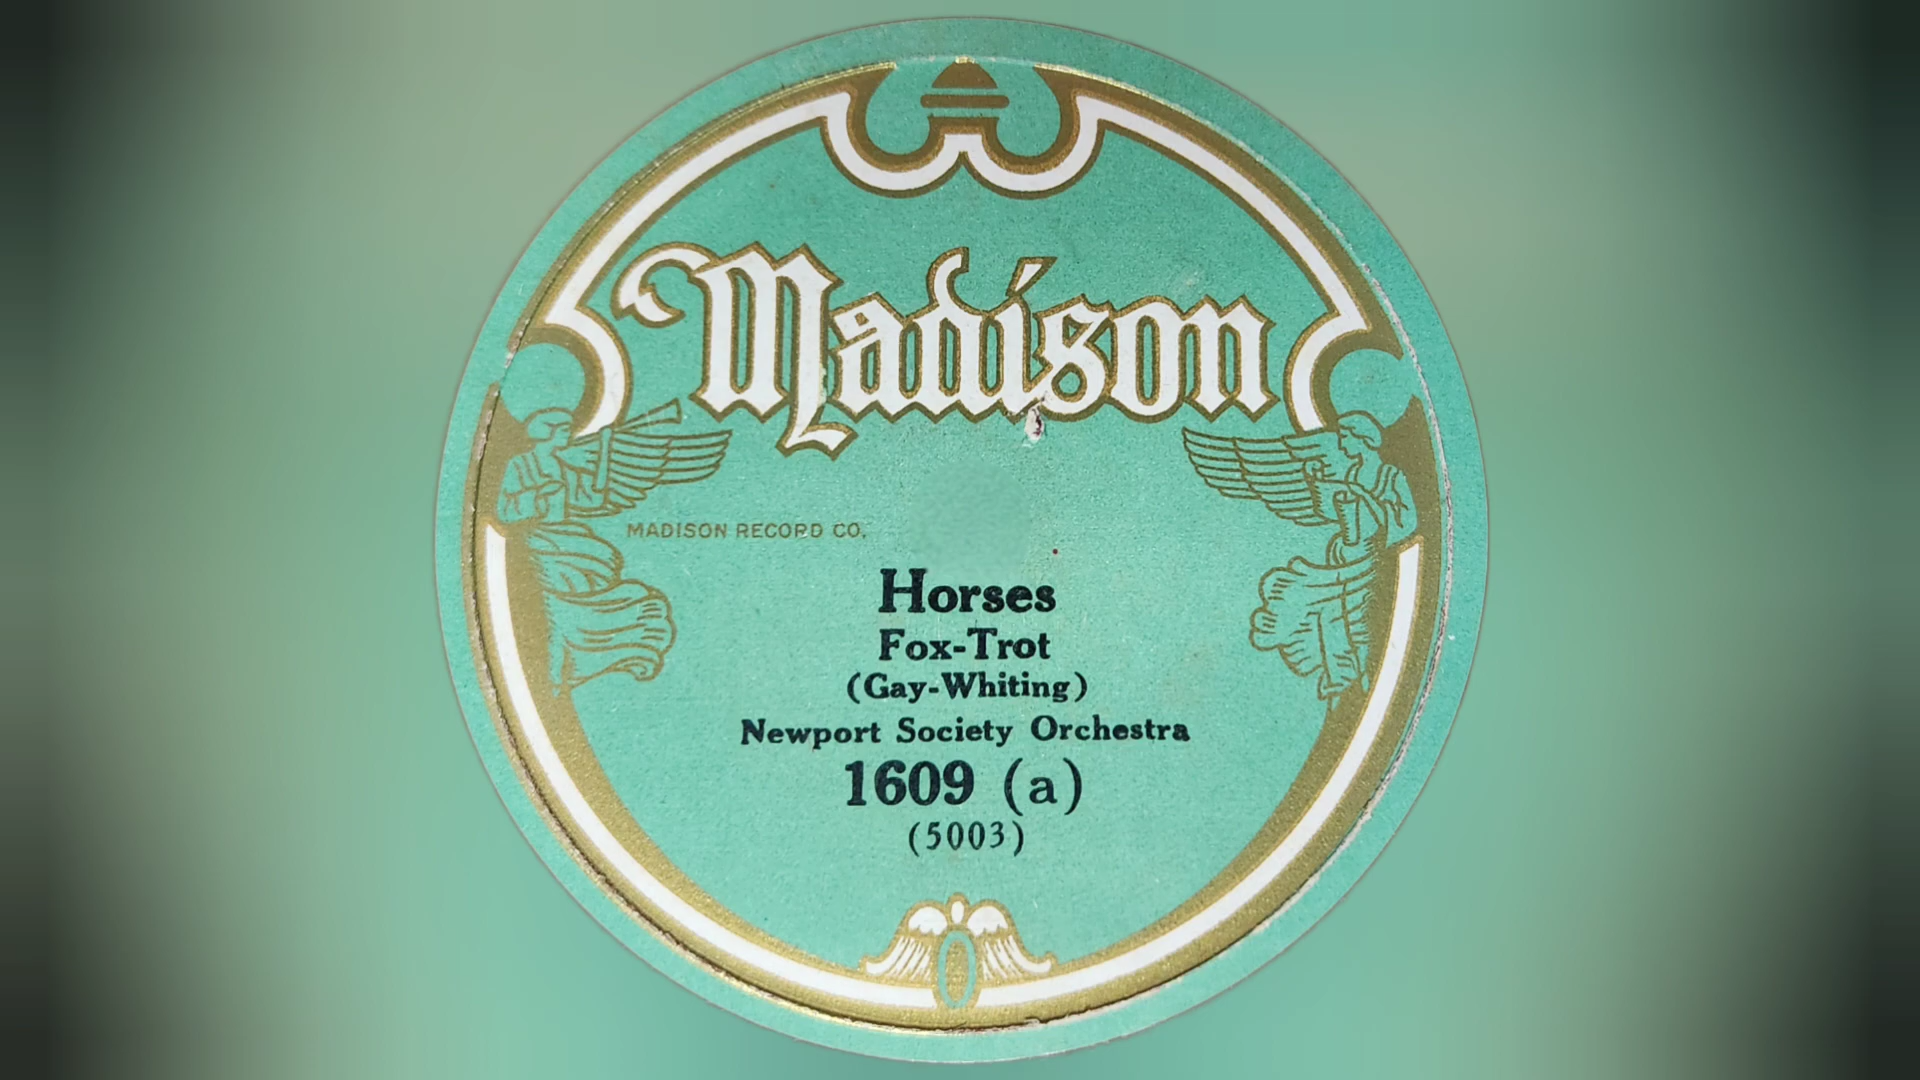 Madison
MADISON RECORD CO.
Horses
Fox-Trot
(Gay-Whiting)
Newport Society Orchestra
1609 (a)
(5003)